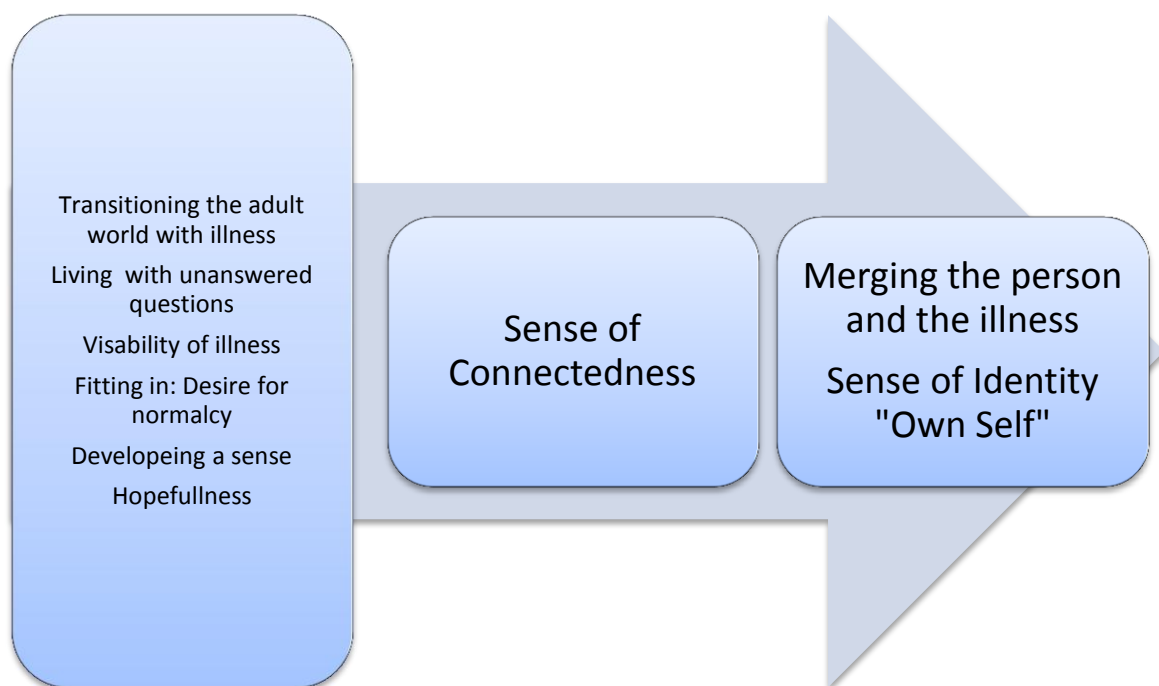 Transitioning the adult
world with illness
Living  with unanswered
questions
Visability of illness
Fitting in: Desire for
normalcy
Developeing a sense
Hopefullness
Sense of
Connectedness
Merging the person
and the illness
Sense of Identity
"Own Self"